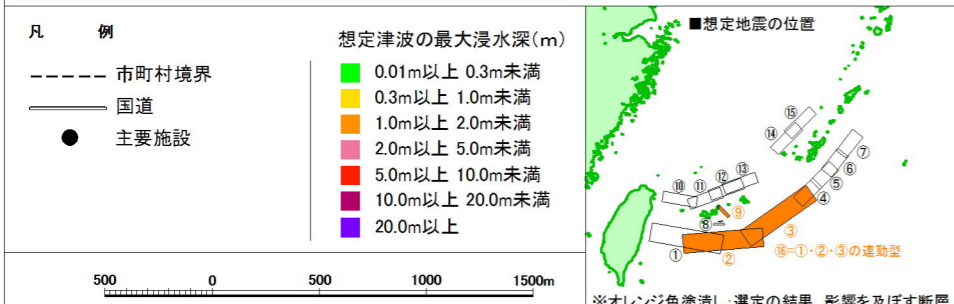 凡 例
市町村境界
国道
主要施設
想定津波の最大浸水深(m)
0.01m以上 0.3m未満
0.3m以上 1.0m未満
1.0m以上 2.0m未満
2.0m以上 5.0m未満
5.0m以上 10.0m未満
10.0m以上 20.0m未満
20.0m以上
500 0 500 1000 1500m
■想定地震の位置
⑮
⑭
⑦
⑥
⑤
④
⑬
⑫
⑪
⑩
⑨
⑧
③
①
②
⑯=①・②・③の連動型
※オレンジ色塗潰し:選定の結果、影響を及ぼす断層